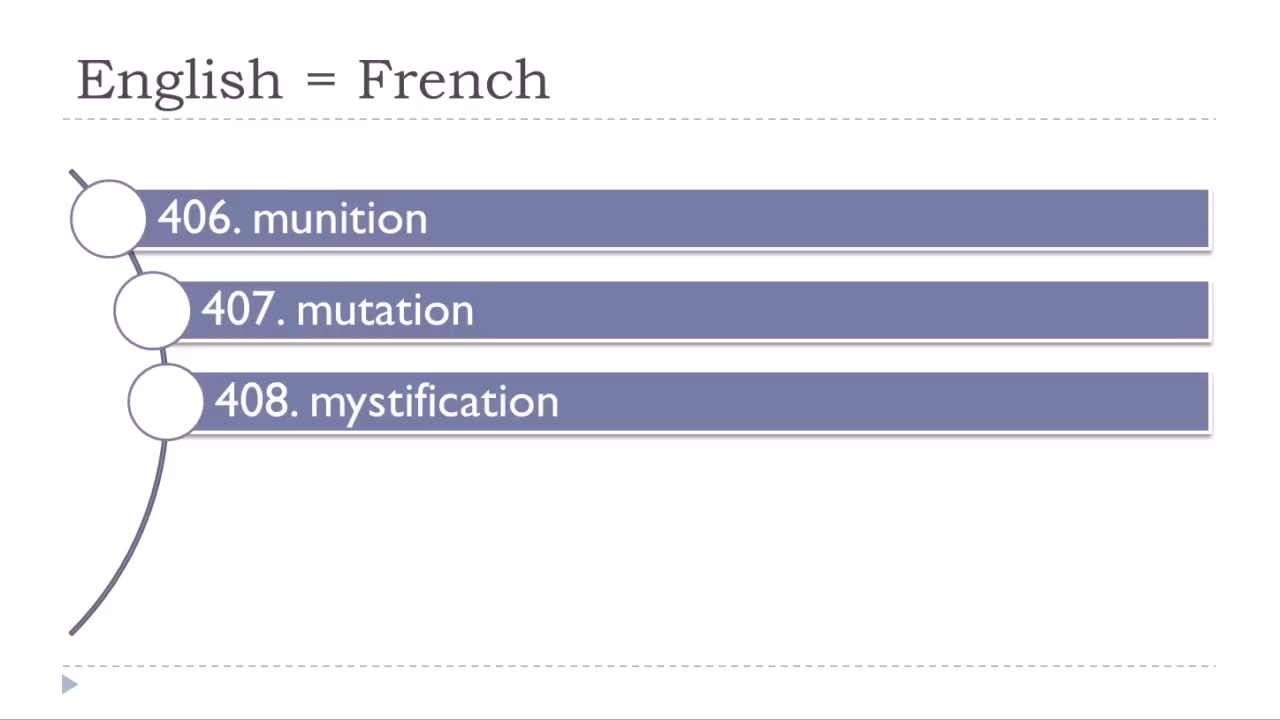 English = French
406. munition
407. mutation
408. mystification